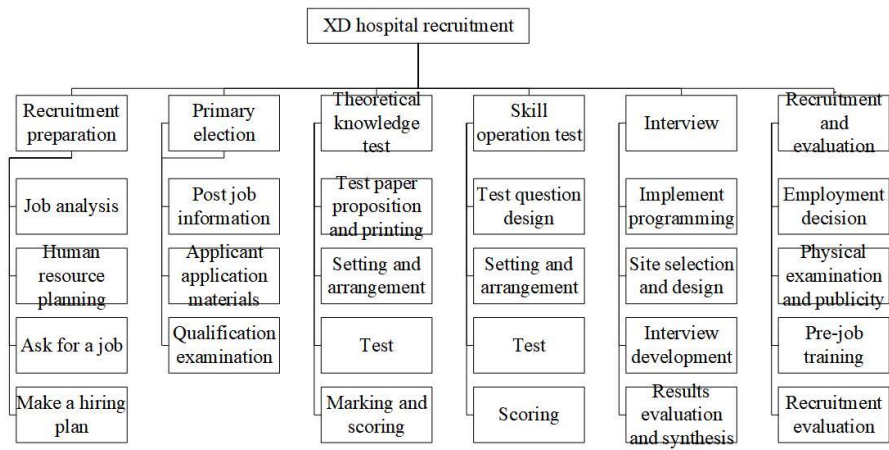 XD hospital recruitment
Recruitment
preparation
Primary
election
Theoretical
knowledge
test
Skill
operation test
Interview
Recruitment
and
evaluation
Job analysis
Post job
information
Test paper
proposition
and printing
Test question
design
Implement
programming
Employment
decision
Human
resource
planning
Applicant
application
materials
Setting and
arrangement
Setting and
arrangement
Site selection
and design
Physical
examination
and publicity
Ask for a job
Qualification
examination
Test
Test
Interview
development
Pre-job
training
Make a hiring
plan
Marking and
scoring
Scoring
Results
evaluation
and synthesis
Recruitment
evaluation